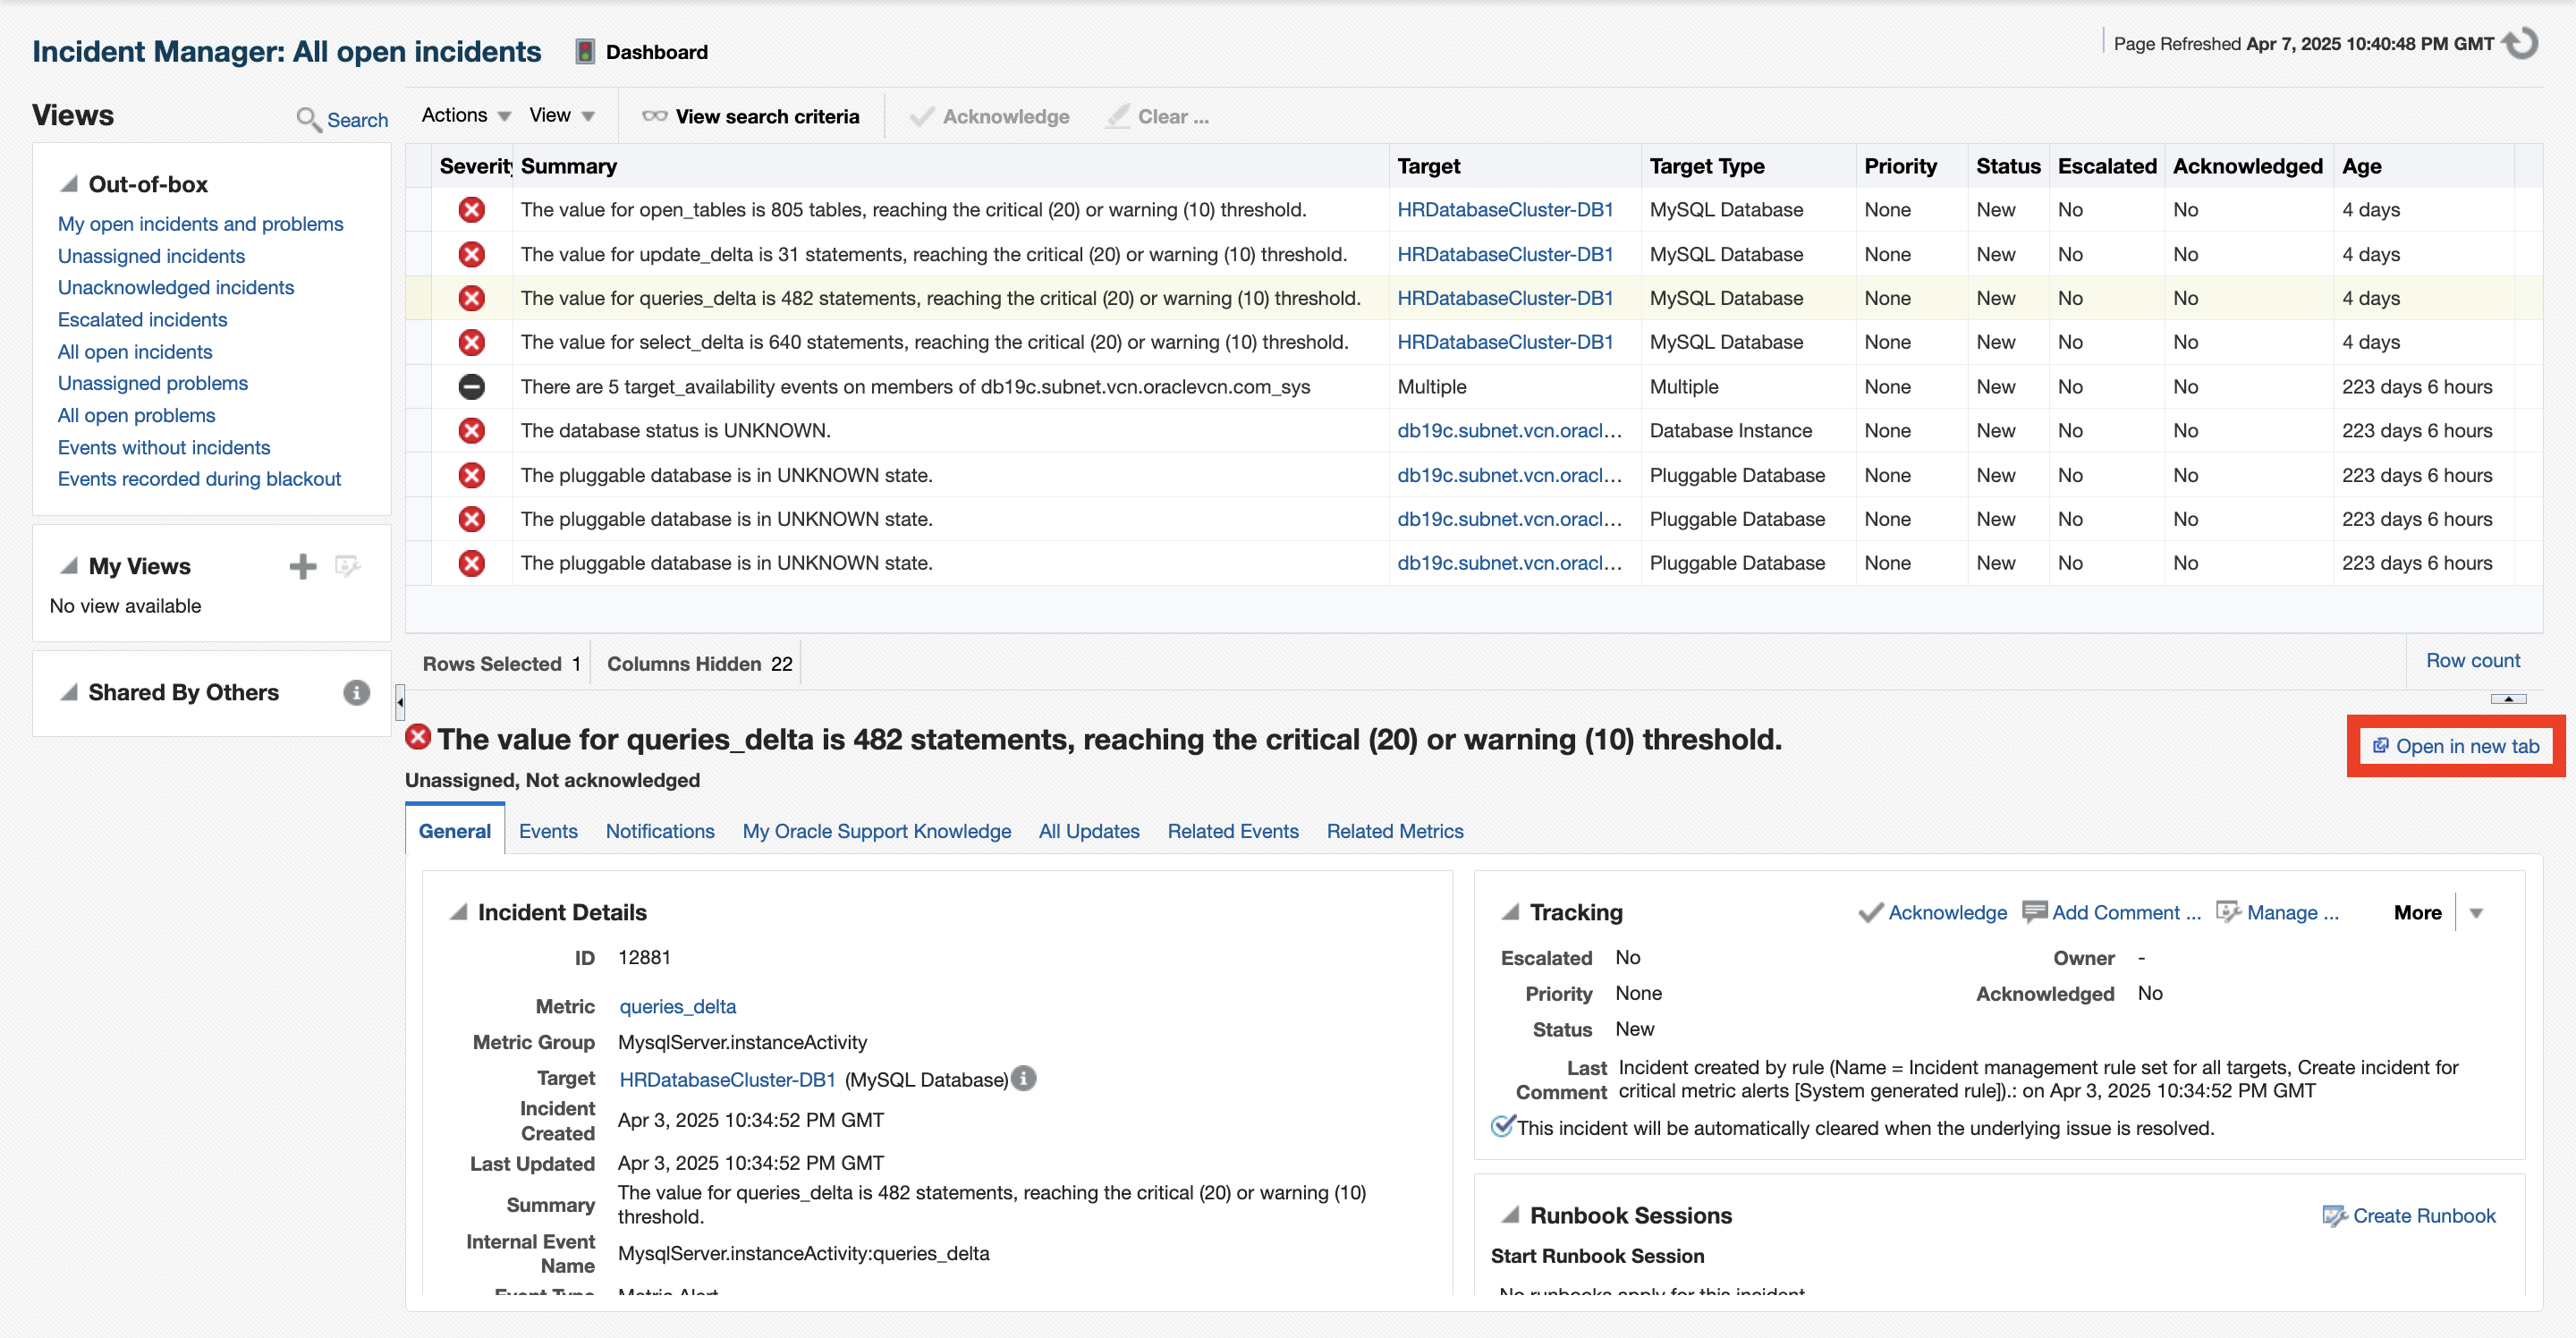 Incident Manager: All open incidents Dashboard
Page Refreshed Apr 7, 2025 10:40:48 PM GMT
Views Search
Out-of-box
My open incidents and problems
Unassigned incidents
Unacknowledged incidents
Escalated incidents
All open incidents
Unassigned problems
All open problems
Events without incidents
Events recorded during blackout
My Views
No view available
Shared By Others
Actions View View search criteria Acknowledge Clear ...
Severity Summary Target Target Type Priority Status Escalated Acknowledged Age
The value for open_tables is 805 tables, reaching the critical (20) or warning (10) threshold. HRDatabaseCluster-DB1 MySQL Database None New No No 4 days
The value for update_delta is 31 statements, reaching the critical (20) or warning (10) threshold. HRDatabaseCluster-DB1 MySQL Database None New No No 4 days
The value for queries_delta is 482 statements, reaching the critical (20) or warning (10) threshold. HRDatabaseCluster-DB1 MySQL Database None New No No 4 days
The value for select_delta is 640 statements, reaching the critical (20) or warning (10) threshold. HRDatabaseCluster-DB1 MySQL Database None New No No 4 days
There are 5 target_availability events on members of db19c.subnet.vcn.oraclevcn.com_sys Multiple Multiple None New No No 223 days 6 hours
The database status is UNKNOWN. db19c.subnet.vcn.oracl... Database Instance None New No No 223 days 6 hours
The pluggable database is in UNKNOWN state. db19c.subnet.vcn.oracl... Pluggable Database None New No No 223 days 6 hours
The pluggable database is in UNKNOWN state. db19c.subnet.vcn.oracl... Pluggable Database None New No No 223 days 6 hours
The pluggable database is in UNKNOWN state. db19c.subnet.vcn.oracl... Pluggable Database None New No No 223 days 6 hours
Rows Selected 1 Columns Hidden 22 Row count
The value for queries_delta is 482 statements, reaching the critical (20) or warning (10) threshold. Open in new tab
Unassigned, Not acknowledged
General Events Notifications My Oracle Support Knowledge All Updates Related Events Related Metrics
Incident Details
ID 12881
Metric queries_delta
Metric Group MysqlServer.instanceActivity
Target HRDatabaseCluster-DB1 (MySQL Database)
Incident
Created Apr 3, 2025 10:34:52 PM GMT
Last Updated Apr 3, 2025 10:34:52 PM GMT
Summary The value for queries_delta is 482 statements, reaching the critical (20) or warning (10)
threshold.
Internal Event
Name MysqlServer.instanceActivity:queries_delta
Event Type Metric Alert
Tracking Acknowledge Add Comment ... Manage ... More
Escalated No Owner -
Priority None Acknowledged No
Status New
Last Incident created by rule (Name = Incident management rule set for all targets, Create incident for
Comment critical metric alerts [System generated rule]).: on Apr 3, 2025 10:34:52 PM GMT
This incident will be automatically cleared when the underlying issue is resolved.
Runbook Sessions Create Runbook
Start Runbook Session
No runbooks apply for this incident